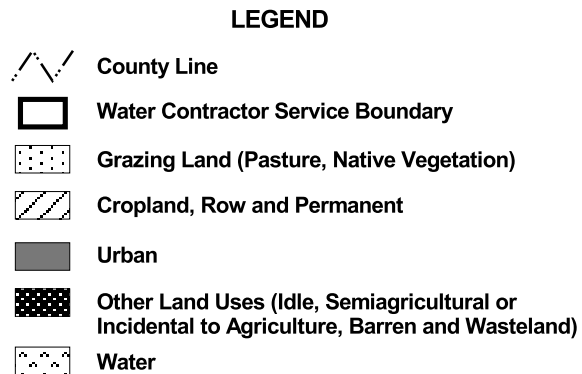 LEGEND
County Line
Water Contractor Service Boundary
Grazing Land (Pasture, Native Vegetation)
Cropland, Row and Permanent
Urban
Other Land Uses (Idle, Semiagricultural or
Incidental to Agriculture, Barren and Wasteland)
Water